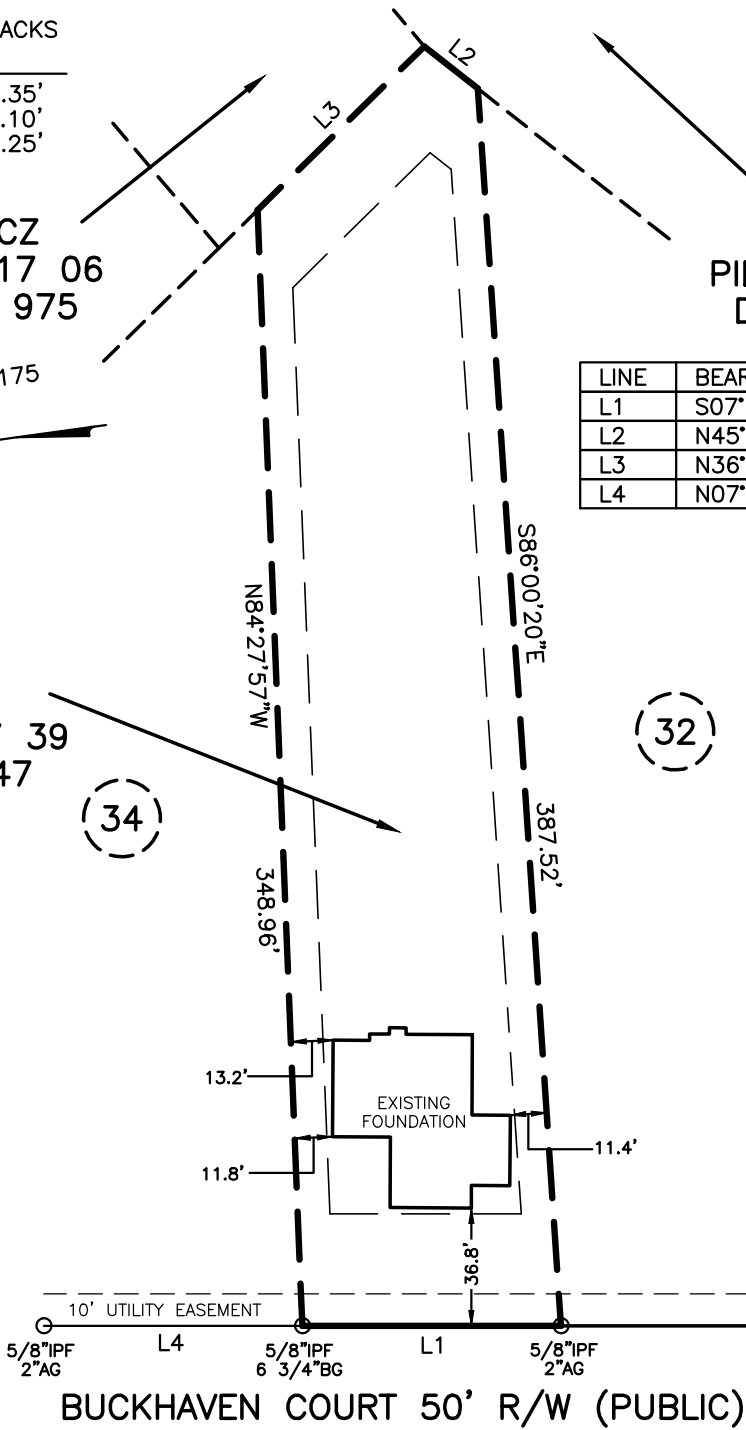 ACKS
.35'
.10'
.25'
L2
L3
CZ
17 06
975
175
PI
D
LINE BEAR
L1 S07°
L2 N45°
L3 N36°
L4 N07°
S86°00'20"E
N84°27'57"W
32
39
47
34
387.52'
348.96'
13.2'
EXISTING
FOUNDATION
11.8'
11.4'
36.8'
10' UTILITY EASEMENT
5/8"IPF
2"AG
L4
5/8"IPF
6 3/4"BG
L1
5/8"IPF
2"AG
BUCKHAVEN COURT 50' R/W (PUBLIC)